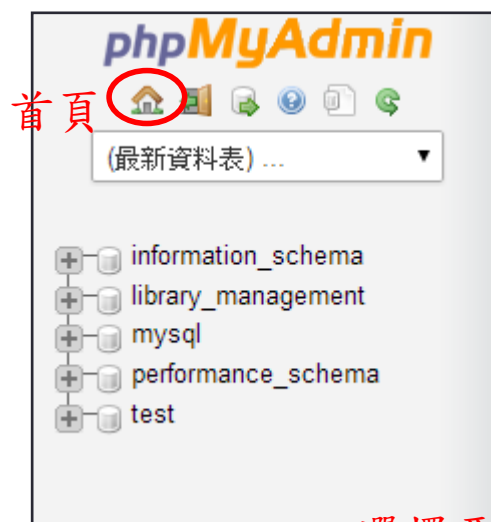 phpMyAdmin
首頁
(最新資料表) ...
information_schema
library_management
mysql
performance_schema
test